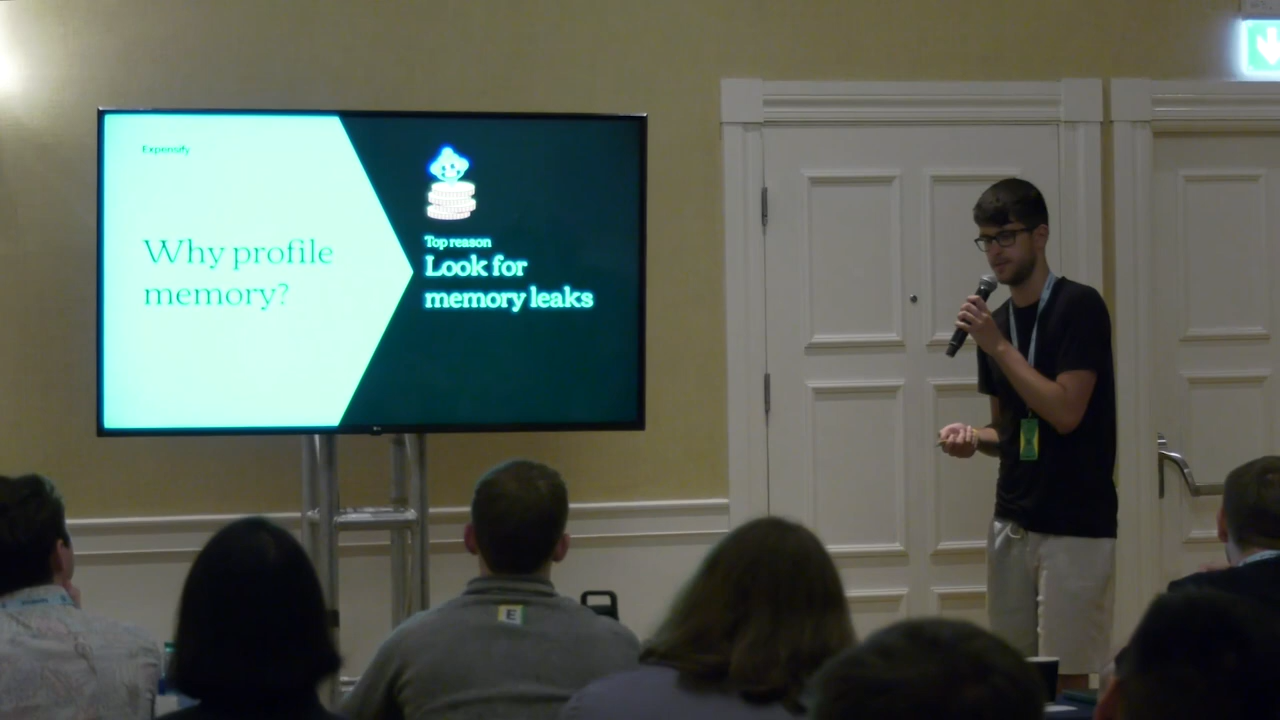 Expensify
Why profile
memory?
Top reason
Look for
memory leaks
E